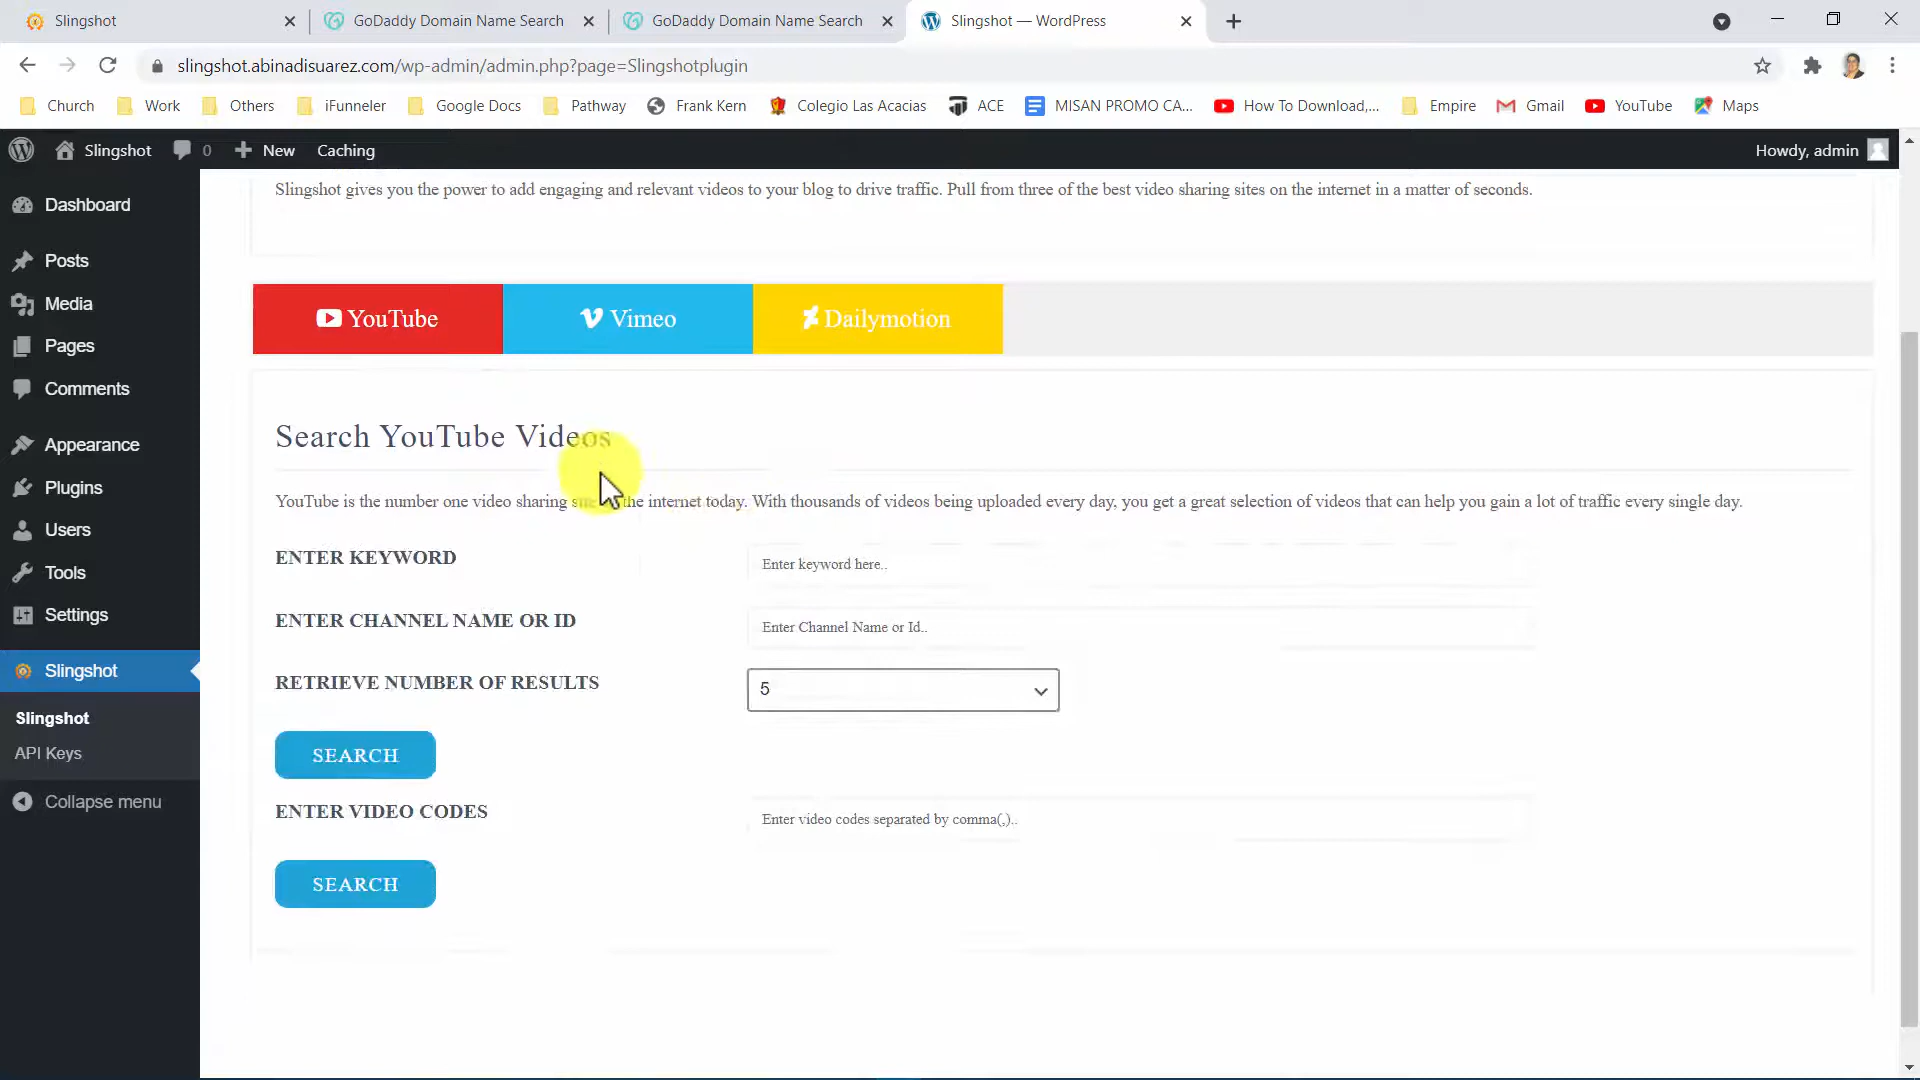 Slingshot
GoDaddy Domain Name Search
GoDaddy Domain Name Search
Slingshot — WordPress
slingshot.abinadisuarez.com/wp-admin/admin.php?page=Slingshotplugin
Church
Work
Others
iFunneler
Google Docs
Pathway
Frank Kern
Colegio Las Acacias
ACE
MISAN PROMO CA...
How To Download,...
Empire
Gmail
YouTube
Maps
Slingshot
0
New
Caching
Howdy, admin
Dashboard
Posts
Media
Pages
Comments
Appearance
Plugins
Users
Tools
Settings
Slingshot
Slingshot
API Keys
Collapse menu
Slingshot gives you the power to add engaging and relevant videos to your blog to drive traffic. Pull from three of the best video sharing sites on the internet in a matter of seconds.
YouTube
Vimeo
Dailymotion
Search YouTube Videos
YouTube is the number one video sharing the internet today. With thousands of videos being uploaded every day, you get a great selection of videos that can help you gain a lot of traffic every single day.
ENTER KEYWORD
Enter keyword here..
ENTER CHANNEL NAME OR ID
Enter Channel Name or Id..
RETRIEVE NUMBER OF RESULTS
5
SEARCH
ENTER VIDEO CODES
Enter video codes separated by comma(,)..
SEARCH